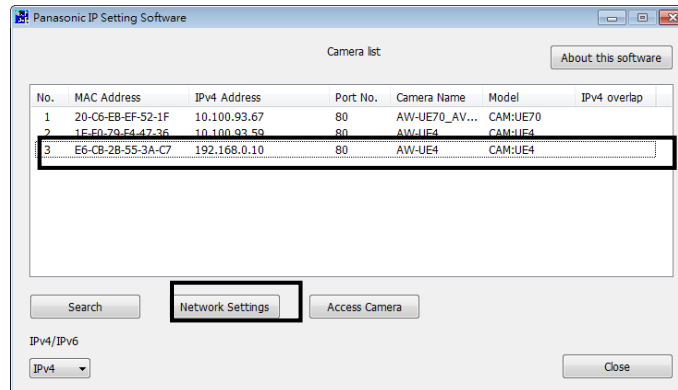 Panasonic IP Setting Software
Camera list
About this software
No. MAC Address IPv4 Address Port No. Camera Name Model IPv4 overlap
1 20-C6-EB-EF-52-1F 10.100.93.67 80 AW-UE70_AV... CAM:UE70
2 1E-F0-79-F4-47-36 10.100.93.59 80 AW-UE4 CAM:UE4
3 E6-CB-2B-55-3A-C7 192.168.0.10 80 AW-UE4 CAM:UE4
Search Network Settings Access Camera
IPv4/IPv6
IPv4 Close